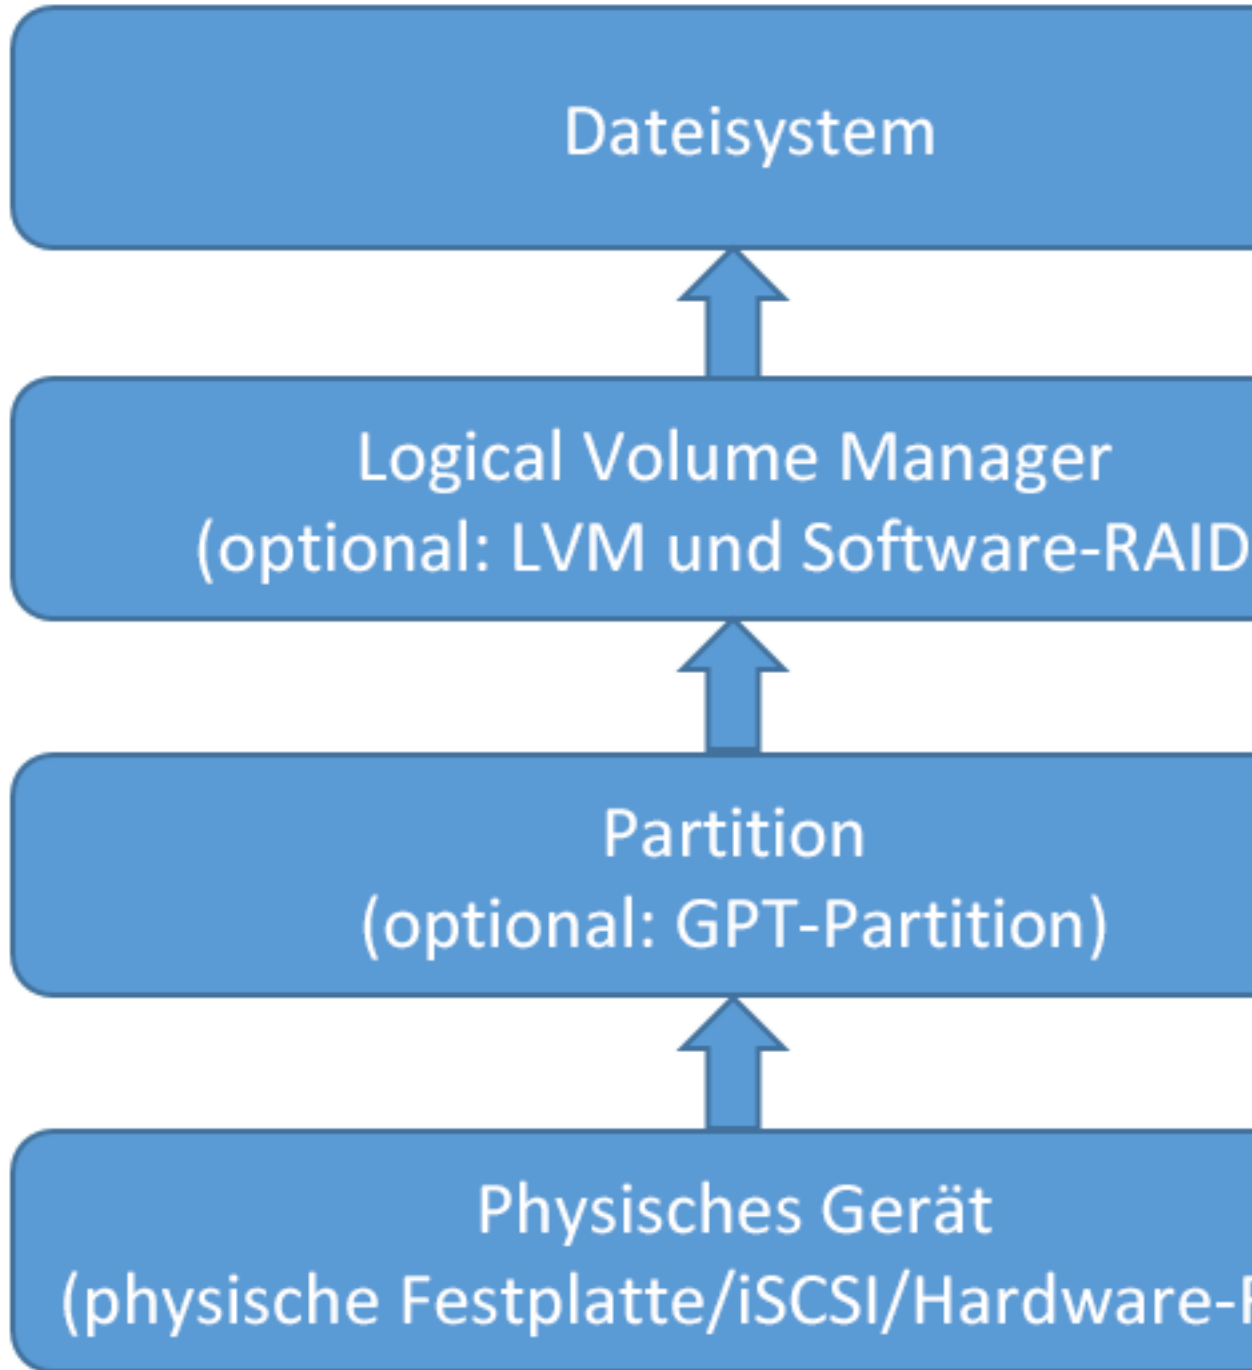 Dateisystem
Logical Volume Manager
(optional: LVM und Software-RAID
Partition
(optional: GPT-Partition)
Physisches Gerät
(physische Festplatte/iSCSI/Hardware-